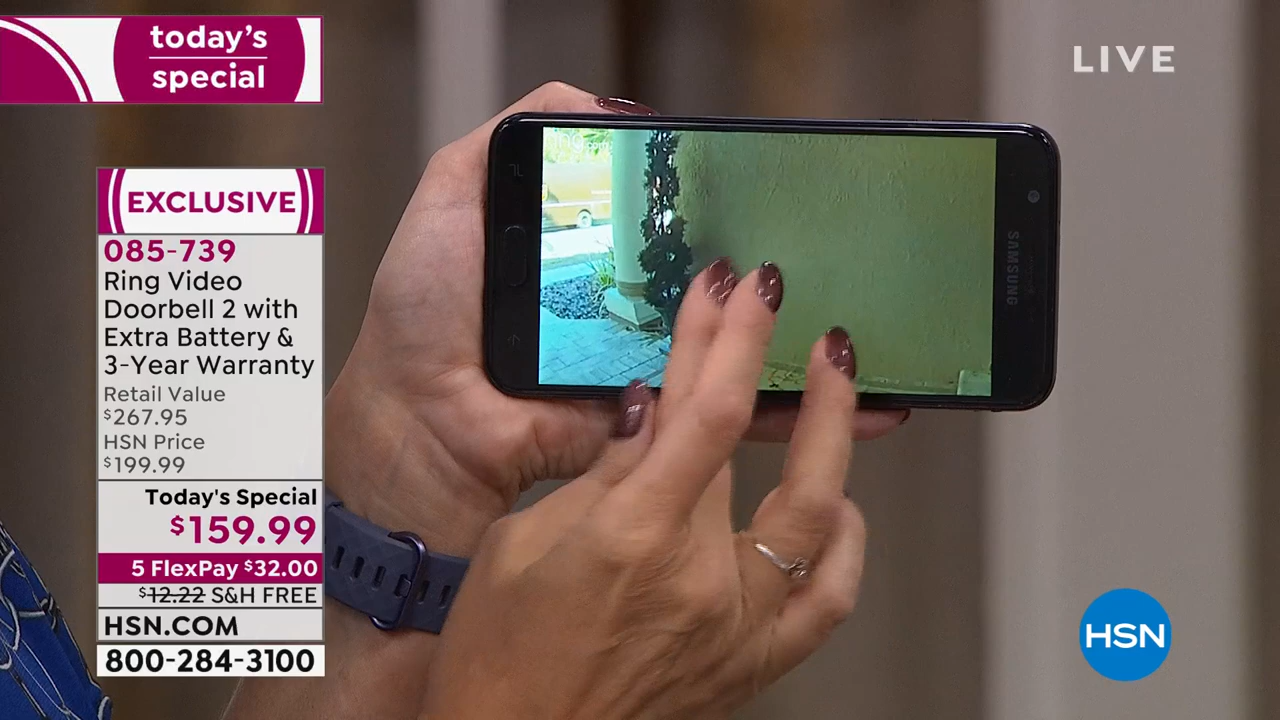 today's
special
LIVE
EXCLUSIVE
085-739
Ring Video
Doorbell 2 with
Extra Battery &
3-Year Warranty
Retail Value
$267.95
HSN Price
$199.99
Today's Special
$159.99
5 FlexPay $32.00
$12.22 S&H FREE
HSN.COM
800-284-3100
SAMSUNG
HSN